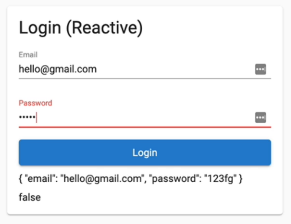 Login (Reactive)
Email
hello@gmail.com
Password
•••••
Login
{ "email": "hello@gmail.com", "password": "123fg" }
false